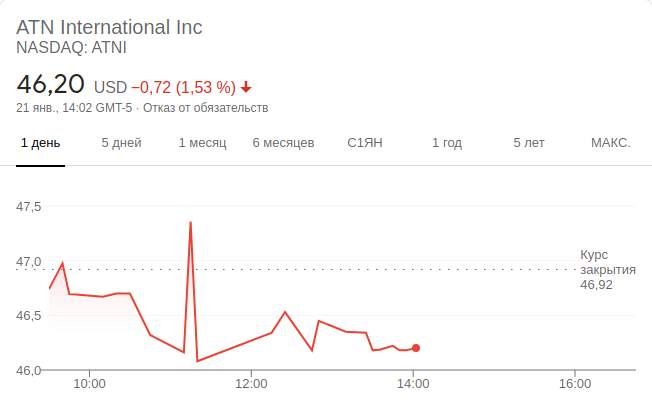 ATN International Inc
NASDAQ: ATNI
46,20 USD −0,72 (1,53 %)
21 янв., 14:02 GMT-5 · Отказ от обязательств
1 день 5 дней 1 месяц 6 месяцев С1ЯН 1 год 5 лет МАКС.
47,5
47,0
46,5
46,0
Курс
закрытия
46,92
10:00 12:00 14:00 16:00